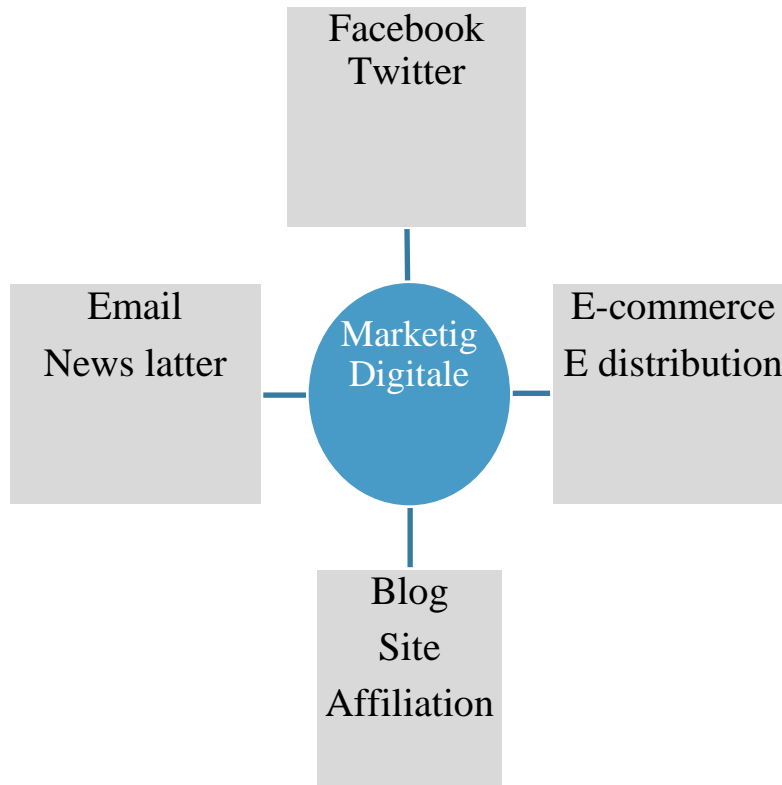 Facebook
Twitter
Email
News latter
Marketig
Digitale
E-commerce
E distribution
Blog
Site
Affiliation